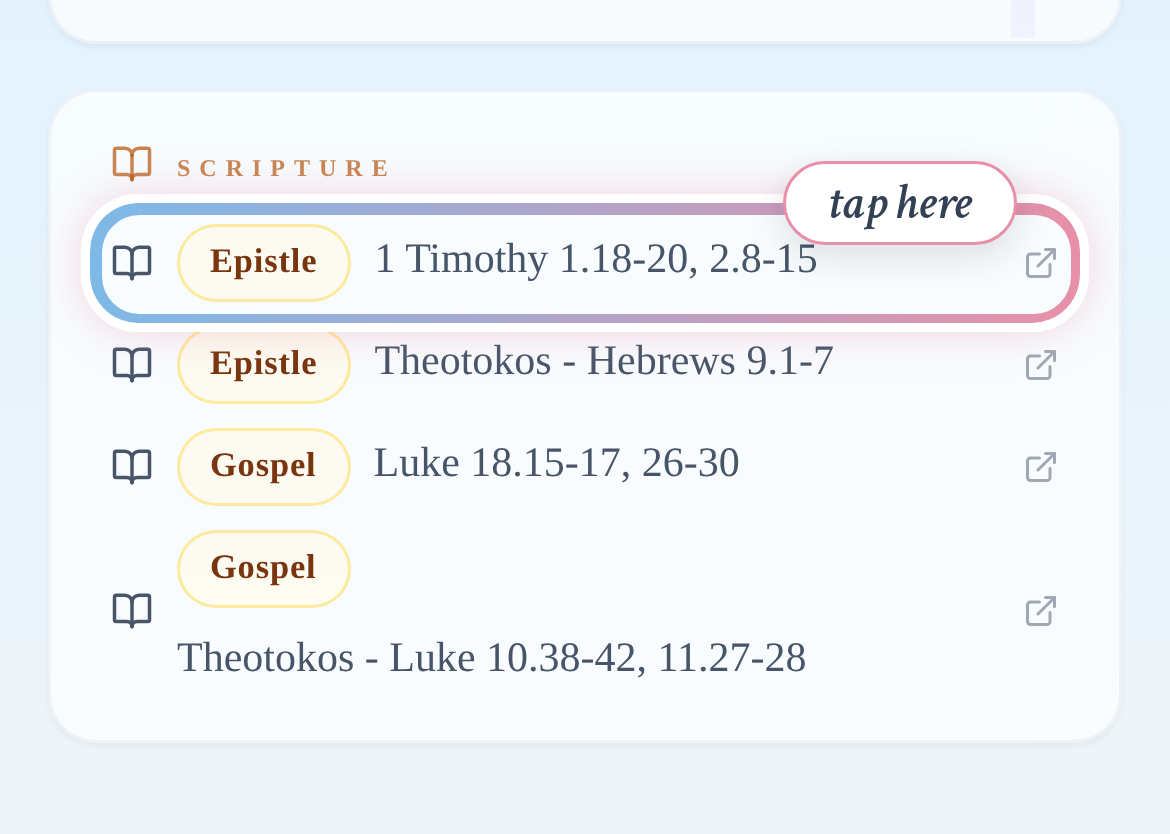 SCRIPTURE
tap here
Epistle 1 Timothy 1.18-20, 2.8-15
Epistle Theotokos - Hebrews 9.1-7
Gospel Luke 18.15-17, 26-30
Gospel
Theotokos - Luke 10.38-42, 11.27-28